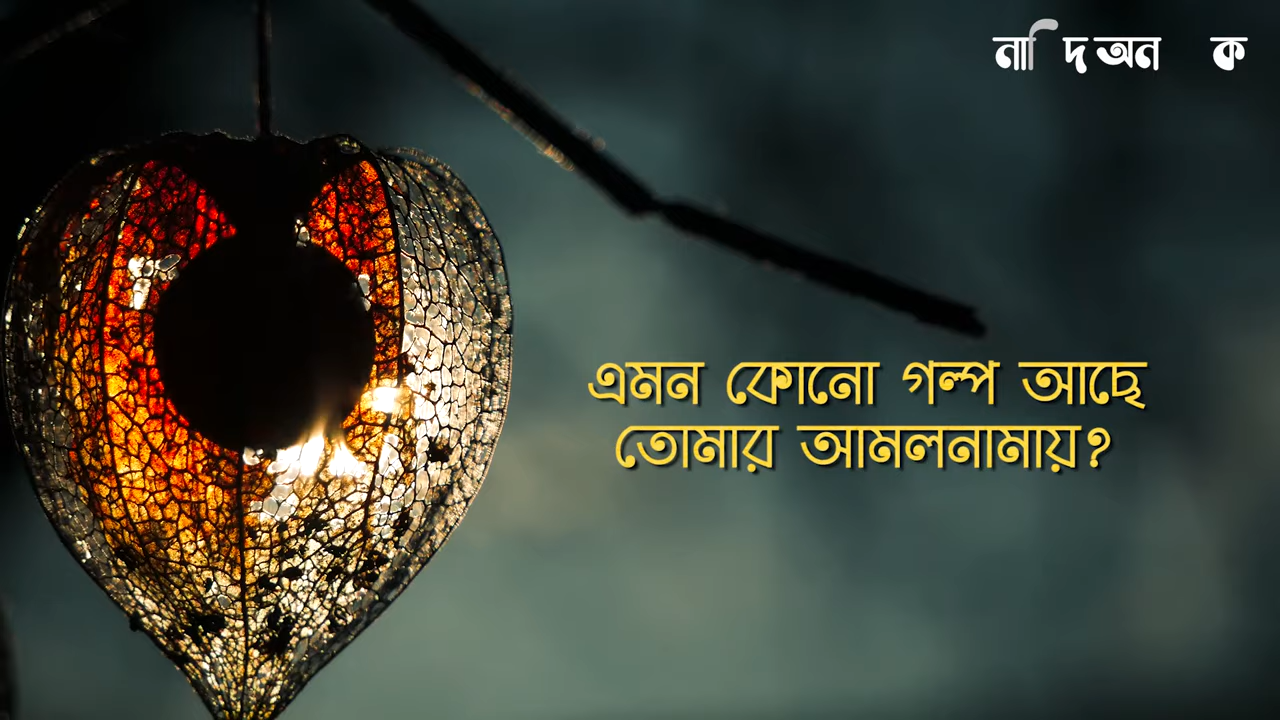 এমন কোনো গল্প আছে
তোমার আমলনামায়?